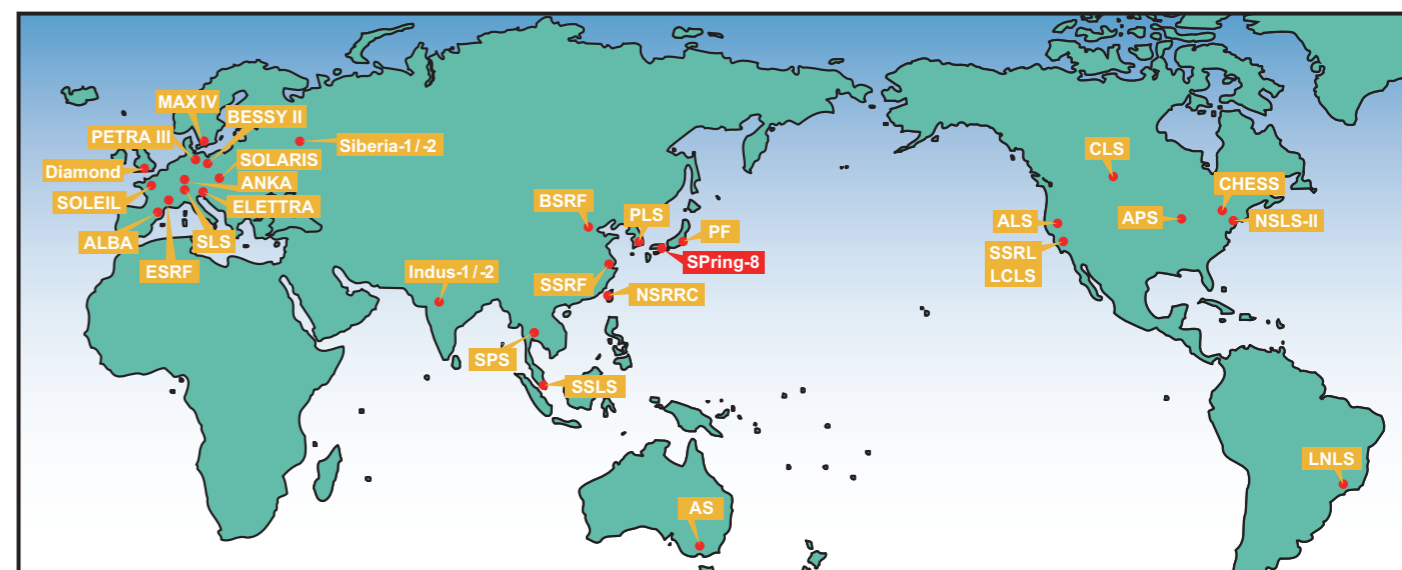 MAX IV
BESSY II
PETRA III
Siberia-1 / -2
SOLARIS
Diamond
ANKA
SOLEIL
ELETTRA
ALBA
SLS
ESRF
BSRF
PLS
PF
SPring-8
Indus-1 / -2
SSRF
NSRRC
SPS
SSLS
AS
CLS
CHESS
ALS
APS
NSLS-II
SSRL
LCLS
LNLS